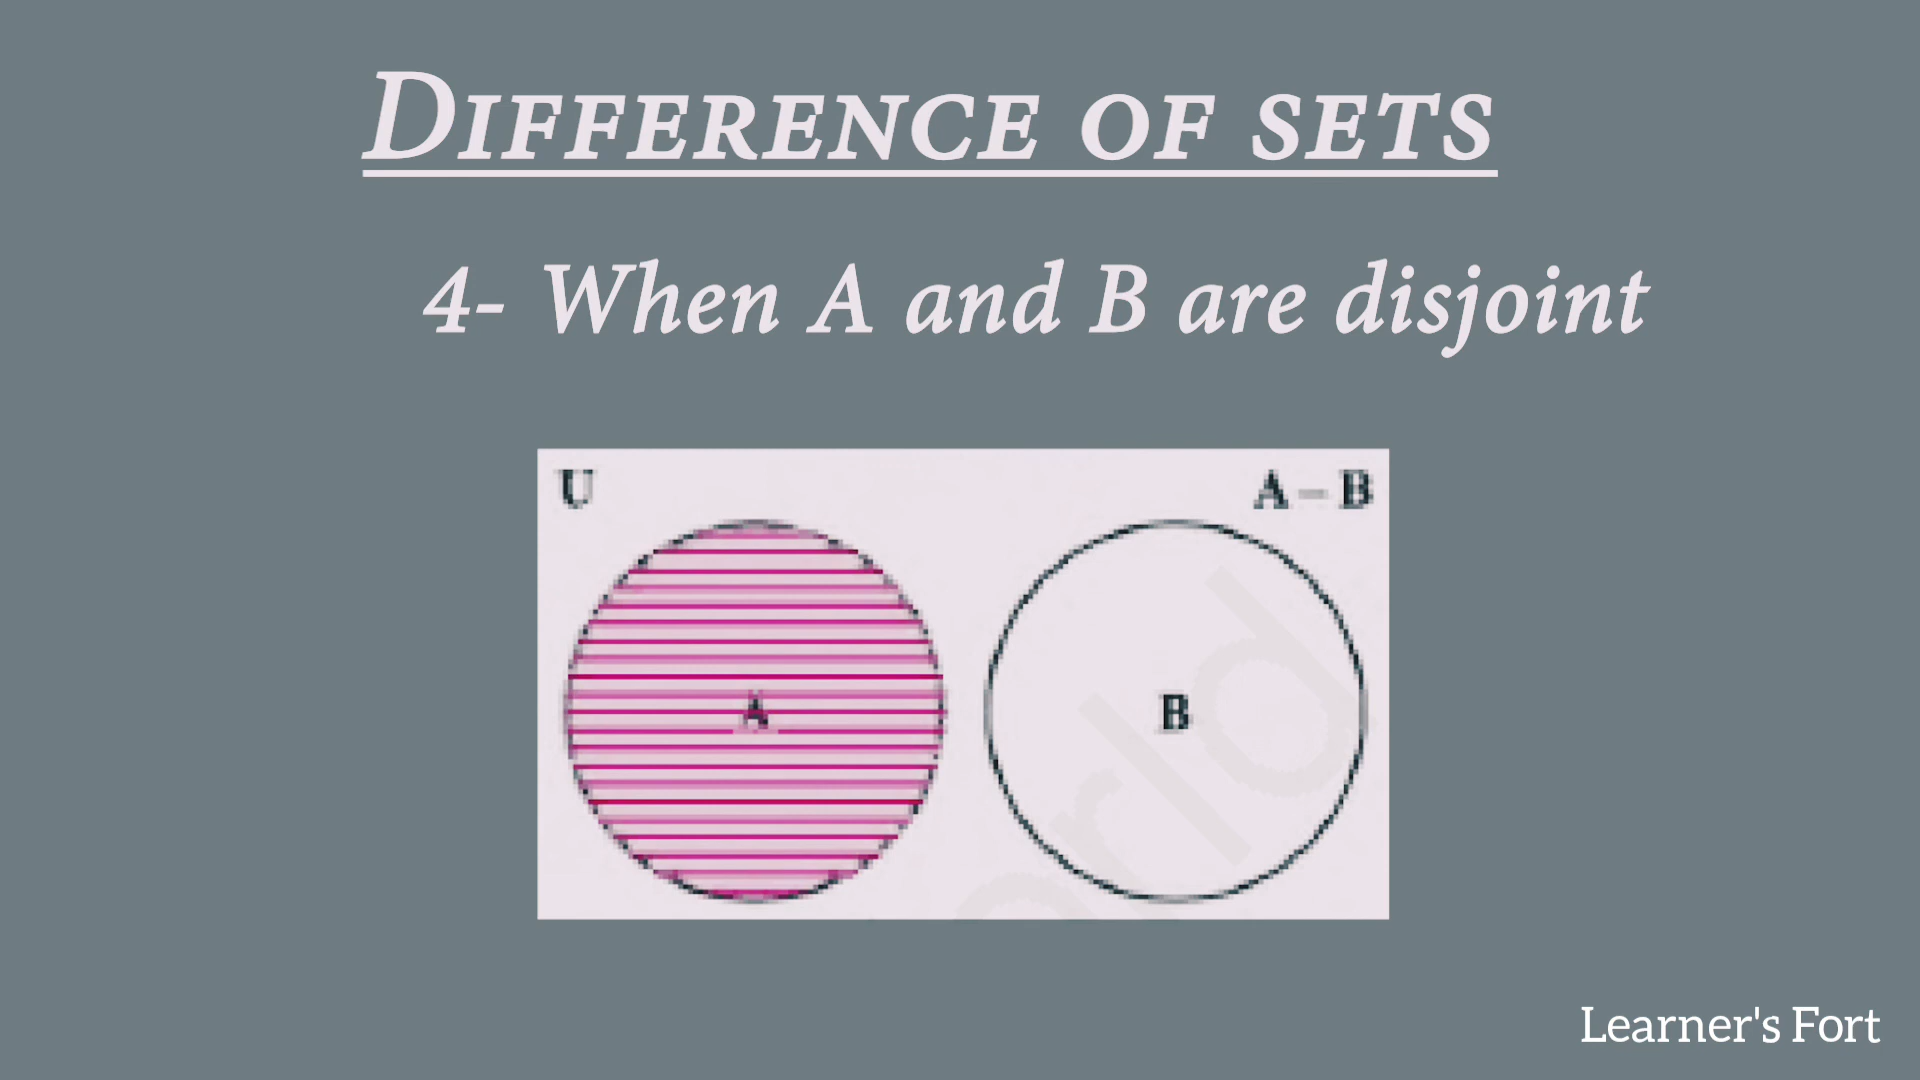 DIFFERENCE OF SETS
4- When A and B are disjoint
U A – B
A B
Learner's Fort